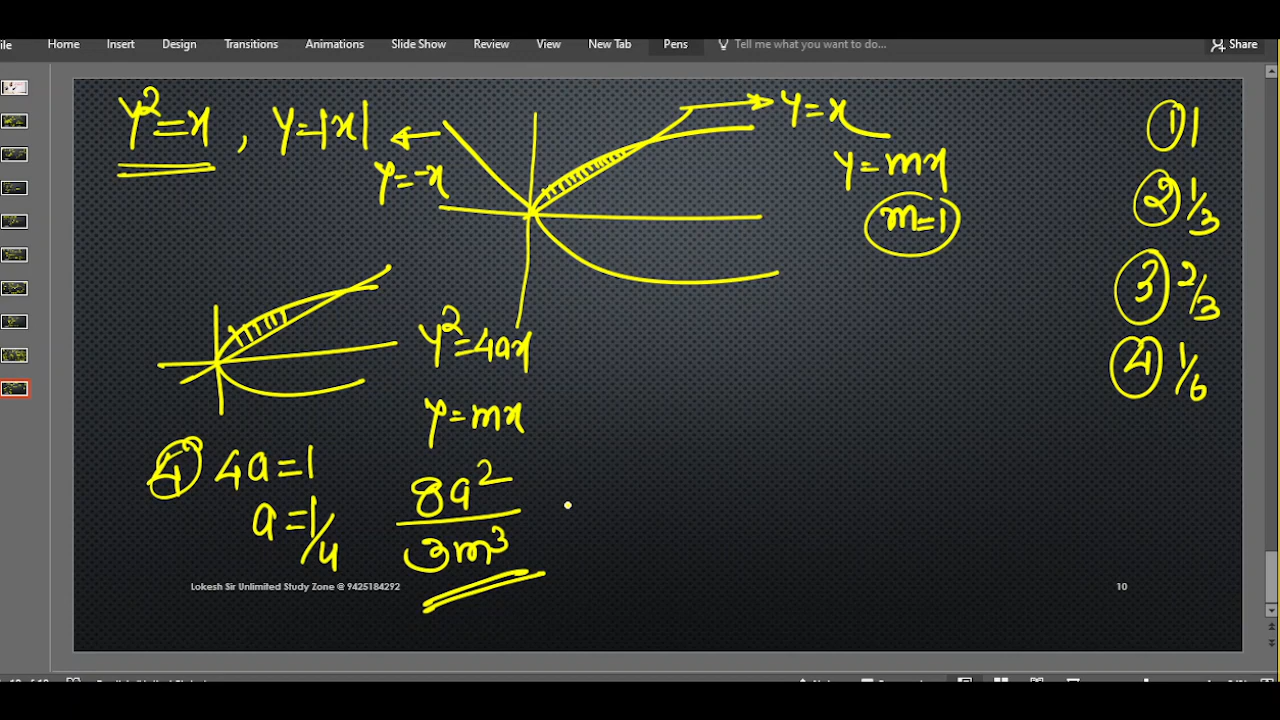 File Home Insert Design Transitions Animations Slide Show Review View New Tab Pens Tell me what you want to do... Share
y²=x , y=|x|
y=-x
y=x
y=mx
m=1
① 1
② 1/3
③ 2/3
④ 1/6
y²=4ax
y=mx
④ 4a=1
a=1/4
8a²
3m³
Lokesh Sir Unlimited Study Zone @ 9425184292
10